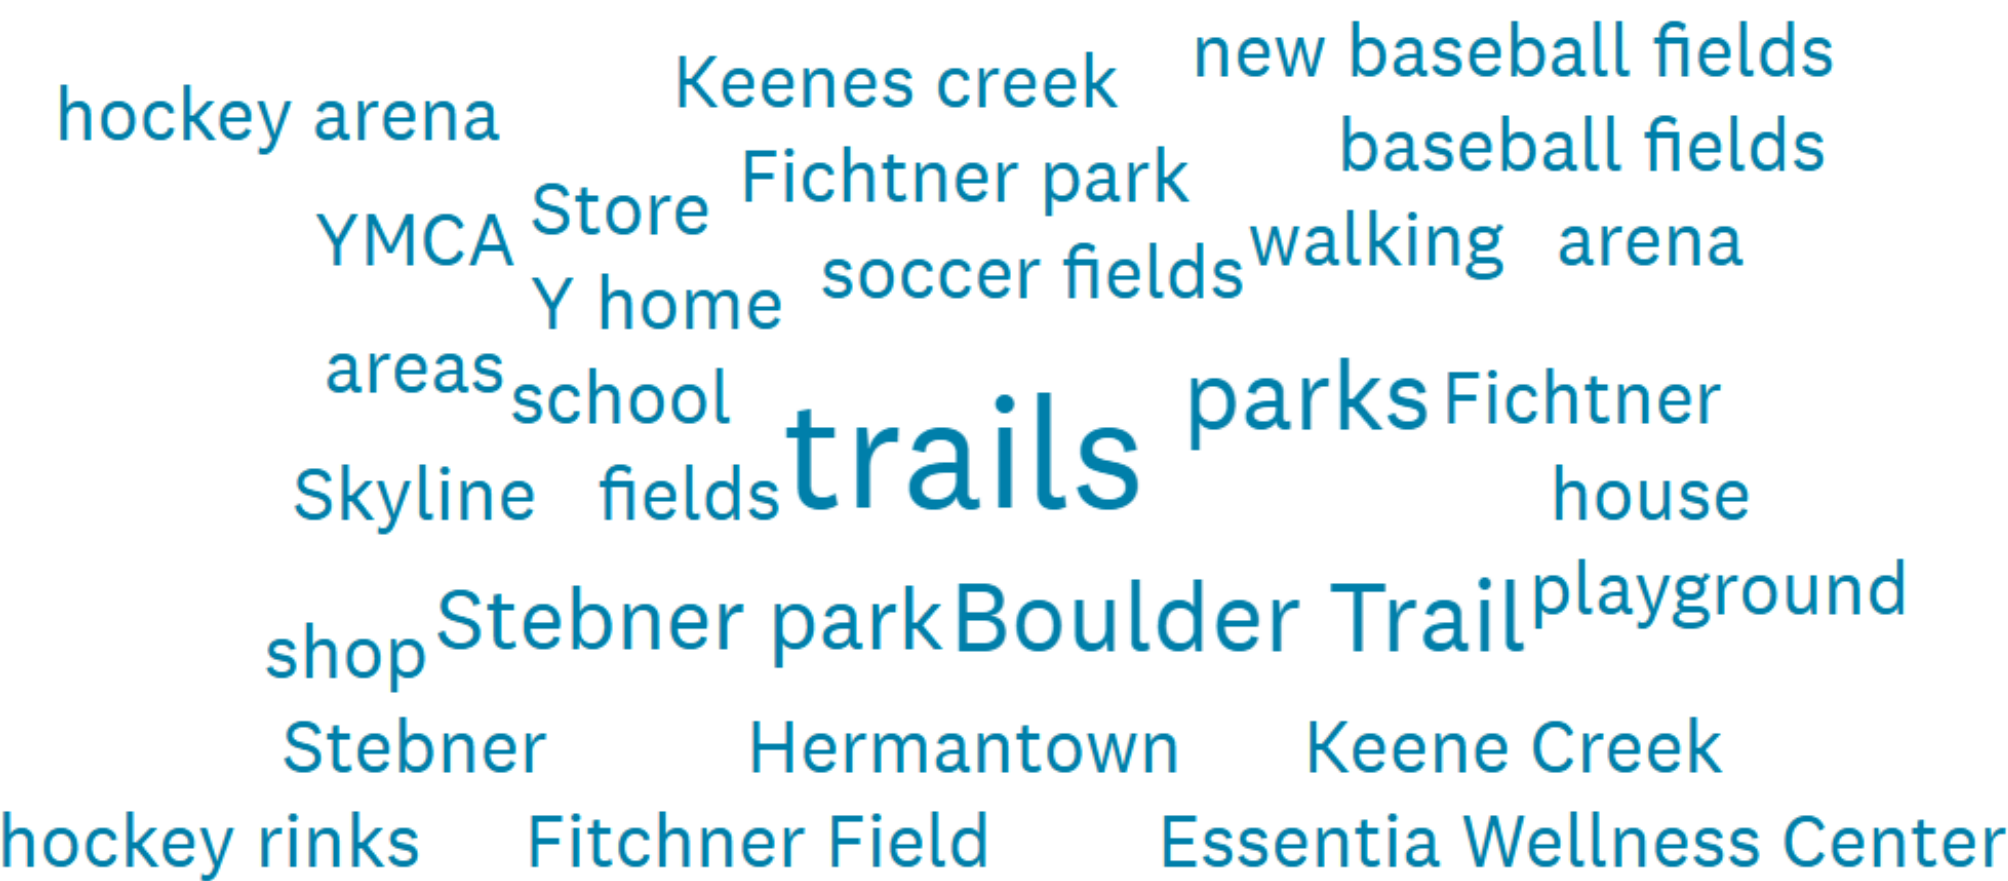 new baseball fields
Keenes creek
hockey arena
baseball fields
Fichtner park
Store
YMCA
walking
arena
soccer fields
Y home
areas
school
parks
Fichtner
trails
Skyline
fields
house
playground
Stebner park
Boulder Trail
shop
Stebner
Hermantown
Keene Creek
hockey rinks
Fitchner Field
Essentia Wellness Center